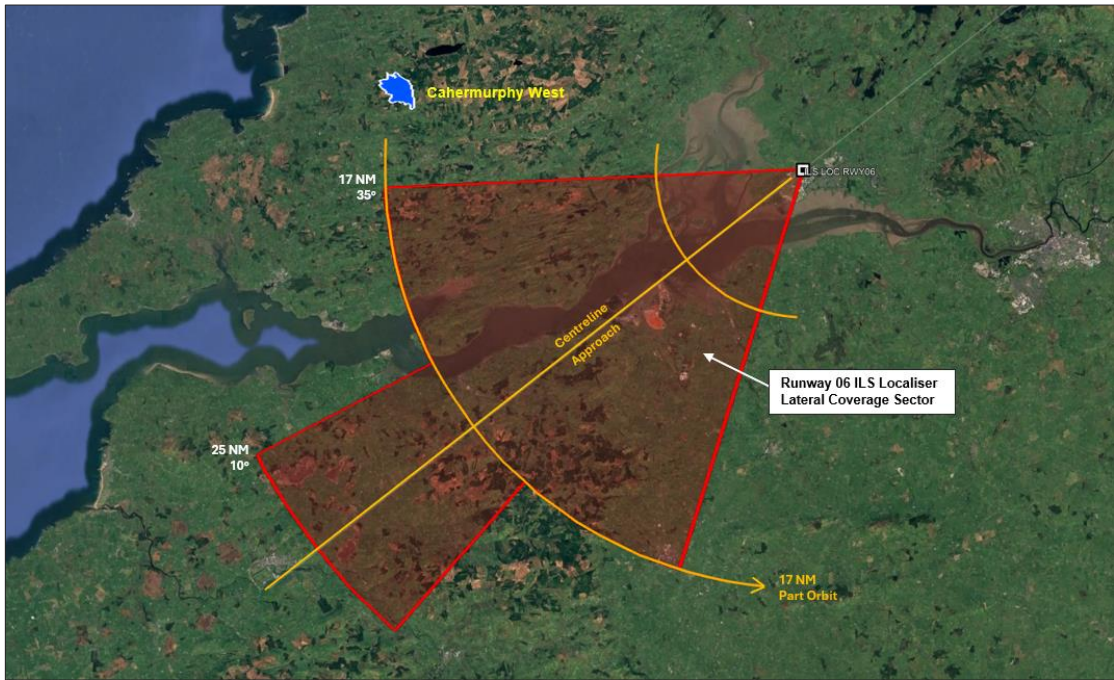 Cahermurphy West
17 NM
35º
ILS LOC RWY06
Centreline
Approach
Runway 06 ILS Localiser
Lateral Coverage Sector
25 NM
10º
17 NM
Part Orbit